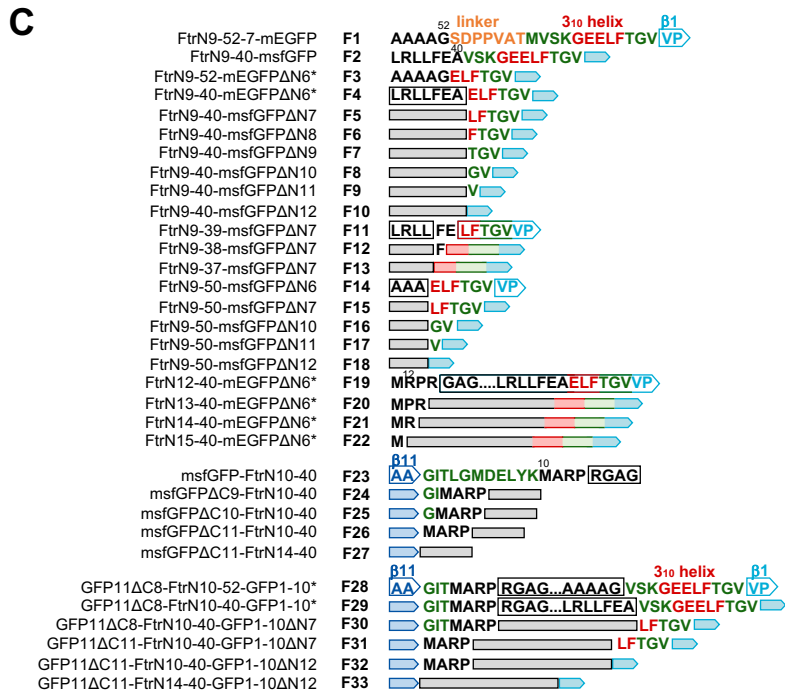 C
52 linker 3₁₀ helix β1
FtrN9-52-7-mEGFP F1 AAAAGSDPPVATMVSKGEELFTGV VP
40
FtrN9-40-msfGFP F2 LRLLFEAVSKGEELFTGV
FtrN9-52-mEGFPΔN6* F3 AAAAGELFTGV
FtrN9-40-mEGFPΔN6* F4 LRLLFEA ELFTGV
FtrN9-40-msfGFPΔN7 F5 LFTGV
FtrN9-40-msfGFPΔN8 F6 FTGV
FtrN9-40-msfGFPΔN9 F7 TGV
FtrN9-40-msfGFPΔN10 F8 GV
FtrN9-40-msfGFPΔN11 F9 V
FtrN9-40-msfGFPΔN12 F10
FtrN9-39-msfGFPΔN7 F11 LRLL FE LFTGVVP
FtrN9-38-msfGFPΔN7 F12 F
FtrN9-37-msfGFPΔN7 F13
FtrN9-50-msfGFPΔN6 F14 AAA ELFTGV VP
FtrN9-50-msfGFPΔN7 F15 LFTGV
FtrN9-50-msfGFPΔN10 F16 GV
FtrN9-50-msfGFPΔN11 F17 V
FtrN9-50-msfGFPΔN12 F18
12
FtrN12-40-mEGFPΔN6* F19 MRPR GAG....LRLLFEAELFTGVVP
FtrN13-40-mEGFPΔN6* F20 MPR
FtrN14-40-mEGFPΔN6* F21 MR
FtrN15-40-mEGFPΔN6* F22 M
β11 10
msfGFP-FtrN10-40 F23 AA GITLGMDELYKMARP RGAG
msfGFPΔC9-FtrN10-40 F24 GIMARP
msfGFPΔC10-FtrN10-40 F25 GMARP
msfGFPΔC11-FtrN10-40 F26 MARP
msfGFPΔC11-FtrN14-40 F27
β11 3₁₀ helix β1
GFP11ΔC8-FtrN10-52-GFP1-10* F28 AA GITMARP RGAG...AAAAG VSKGEELFTGV VP
GFP11ΔC8-FtrN10-40-GFP1-10* F29 GITMARP RGAG...LRLLFEA VSKGEELFTGV
GFP11ΔC8-FtrN10-40-GFP1-10ΔN7 F30 GITMARP LFTGV
GFP11ΔC11-FtrN10-40-GFP1-10ΔN7 F31 MARP LFTGV
GFP11ΔC11-FtrN10-40-GFP1-10ΔN12 F32 MARP
GFP11ΔC11-FtrN14-40-GFP1-10ΔN12 F33